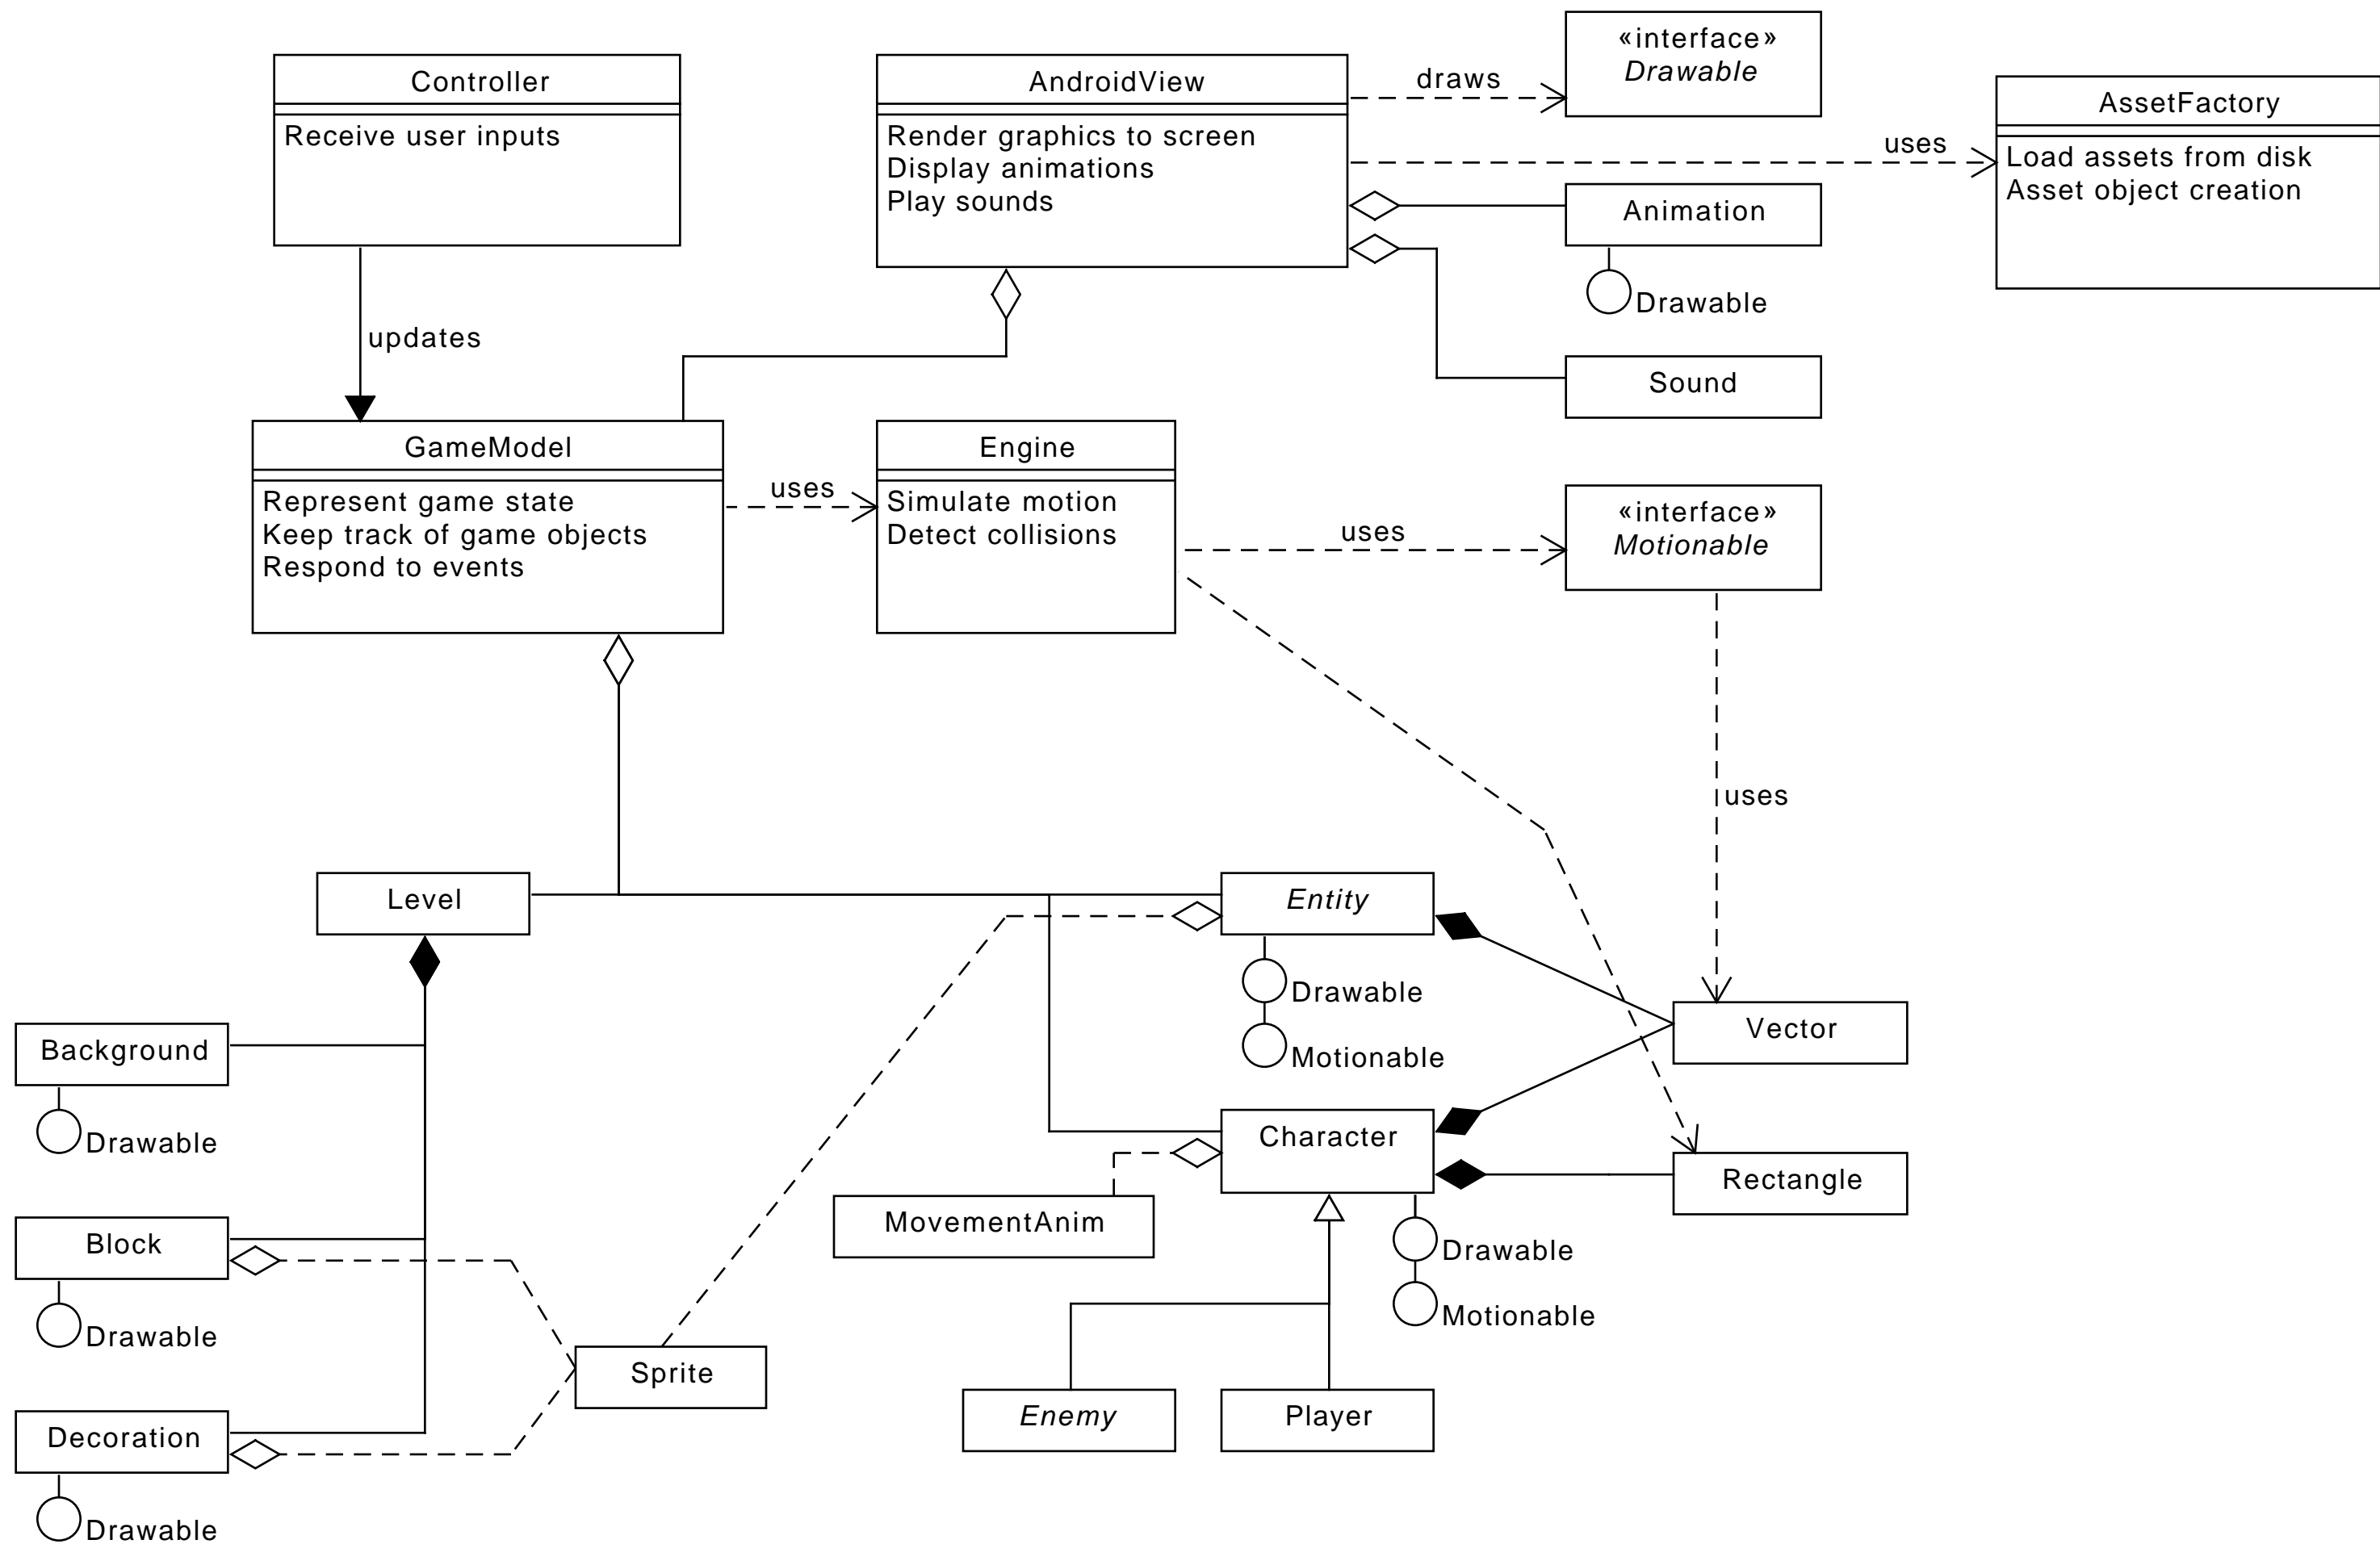 «interface»
Drawable
Controller
Receive user inputs
AndroidView
Render graphics to screen
Display animations
Play sounds
draws
uses
AssetFactory
Load assets from disk
Asset object creation
Animation
Drawable
updates
Sound
GameModel
Represent game state
Keep track of game objects
Respond to events
uses
Engine
Simulate motion
Detect collisions
uses
«interface»
Motionable
uses
Level
Entity
Drawable
Motionable
Vector
Background
Drawable
Character
Rectangle
MovementAnim
Drawable
Motionable
Block
Drawable
Sprite
Enemy
Player
Decoration
Drawable